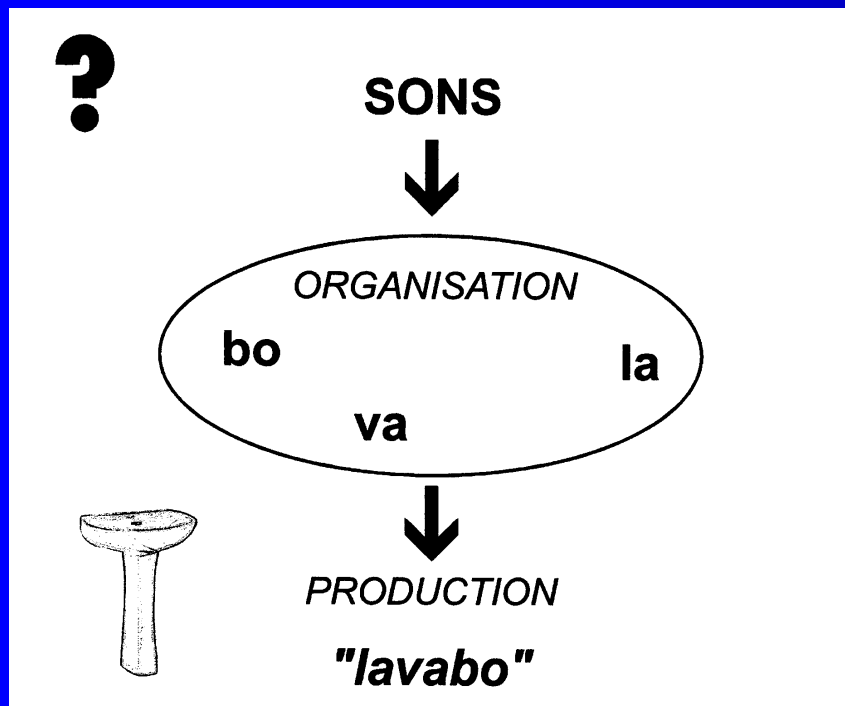 ?
SONS
ORGANISATION
bo
la
va
PRODUCTION
"lavabo"